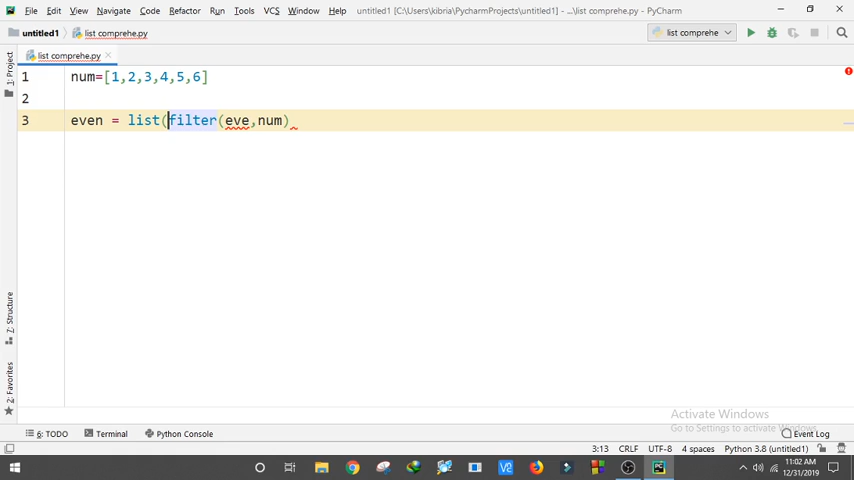 File Edit View Navigate Code Refactor Run Tools VCS Window Help untitled1 [C:\Users\kibria\PycharmProjects\untitled1] - ...\list comprehe.py - PyCharm
untitled1 list comprehe.py list comprehe
list comprehe.py
1: Project
1 num=[1,2,3,4,5,6]
2
3 even = list(filter(eve,num)
7: Structure
2: Favorites
Activate Windows
Go to Settings to activate Windows.
6: TODO Terminal Python Console Event Log
3:13 CRLF UTF-8 4 spaces Python 3.8 (untitled1)
11:02 AM
12/31/2019